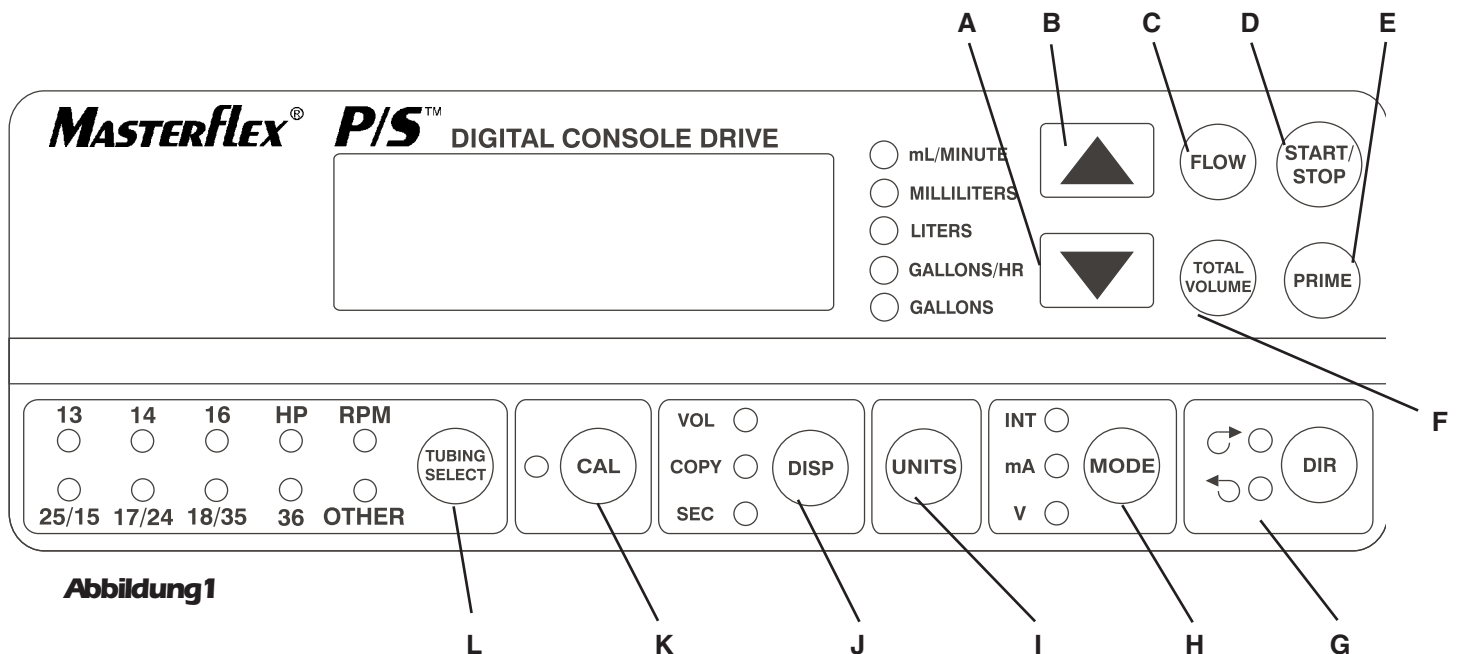 A B C D E
MASTERFLEX® P/S™ DIGITAL CONSOLE DRIVE
mL/MINUTE
MILLILITERS
LITERS
GALLONS/HR
GALLONS
FLOW
START/
STOP
TOTAL
VOLUME
PRIME
F
13 14 16 HP RPM
25/15 17/24 18/35 36 OTHER
TUBING
SELECT
CAL
VOL
COPY
SEC
DISP
UNITS
INT
mA
V
MODE
DIR
Abbildung1
L K J I H G